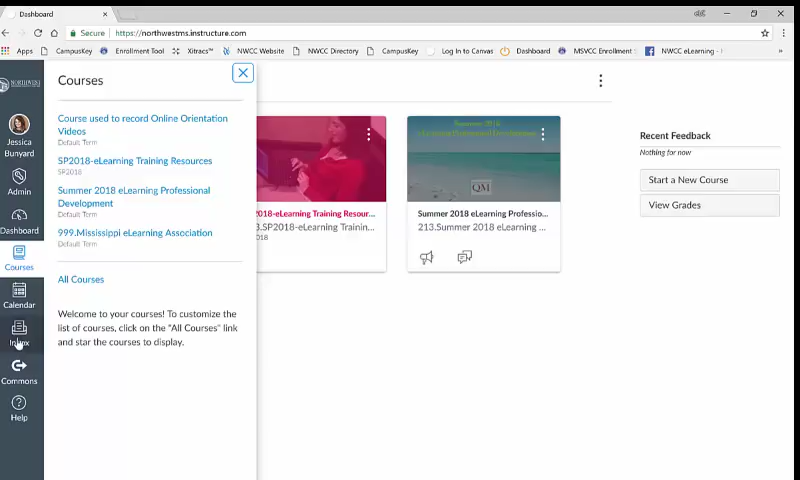 Dashboard
Secure https://northwestms.instructure.com
Apps CampusKey Enrollment Tool Xitracs™ NWCC Website NWCC Directory CampusKey Log In to Canvas Dashboard MSVCC Enrollment NWCC eLearning -
NORTHWEST
Jessica
Bunyard
Admin
Dashboard
Courses
Calendar
Inbox
Commons
Help
Courses
Course used to record Online Orientation
Videos
Default Term
SP2018-eLearning Training Resources
SP2018
Summer 2018 eLearning Professional
Development
Default Term
999.Mississippi eLearning Association
Default Term
All Courses
Welcome to your courses! To customize the
list of courses, click on the "All Courses" link
and star the courses to display.
2018-eLearning Training Resour...
3.SP2018-eLearning Trainin...
018
Summer 2018
QM
Summer 2018 eLearning Professio...
213.Summer 2018 eLearning ...
Recent Feedback
Nothing for now
Start a New Course
View Grades